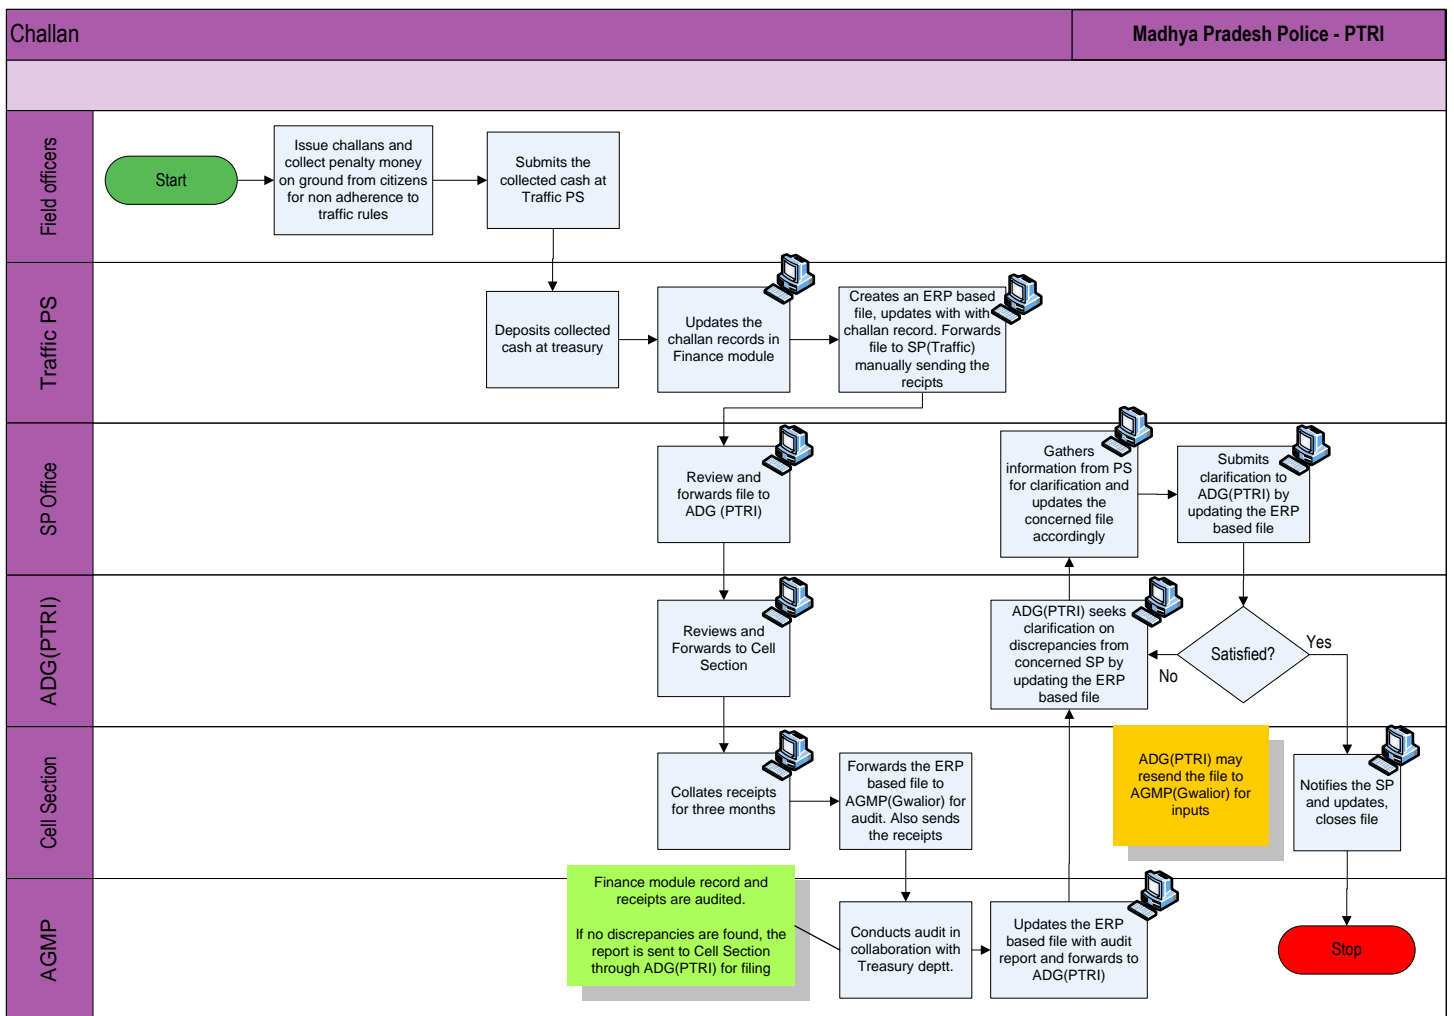 Challan
Madhya Pradesh Police - PTRI
Field officers
Start
Issue challans and
collect penalty money
on ground from citizens
for non adherence to
traffic rules
Submits the
collected cash at
Traffic PS
Traffic PS
Deposits collected
cash at treasury
Updates the
challan records in
Finance module
Creates an ERP based
file, updates with with
challan record. Forwards
file to SP(Traffic)
manually sending the
recipts
SP Office
Review and
forwards file to
ADG (PTRI)
Gathers
information from PS
for clarification and
updates the
concerned file
accordingly
Submits
clarification to
ADG(PTRI) by
updating the ERP
based file
ADG(PTRI)
Reviews and
Forwards to Cell
Section
ADG(PTRI) seeks
clarification on
discrepancies from
concerned SP by
updating the ERP
based file
Satisfied?
Yes
No
Cell Section
Collates receipts
for three months
Forwards the ERP
based file to
AGMP(Gwalior) for
audit. Also sends
the receipts
ADG(PTRI) may
resend the file to
AGMP(Gwalior) for
inputs
Notifies the SP
and updates,
closes file
AGMP
Finance module record and
receipts are audited.
If no discrepancies are found, the
report is sent to Cell Section
through ADG(PTRI) for filing
Conducts audit in
collaboration with
Treasury deptt.
Updates the ERP
based file with audit
report and forwards to
ADG(PTRI)
Stop